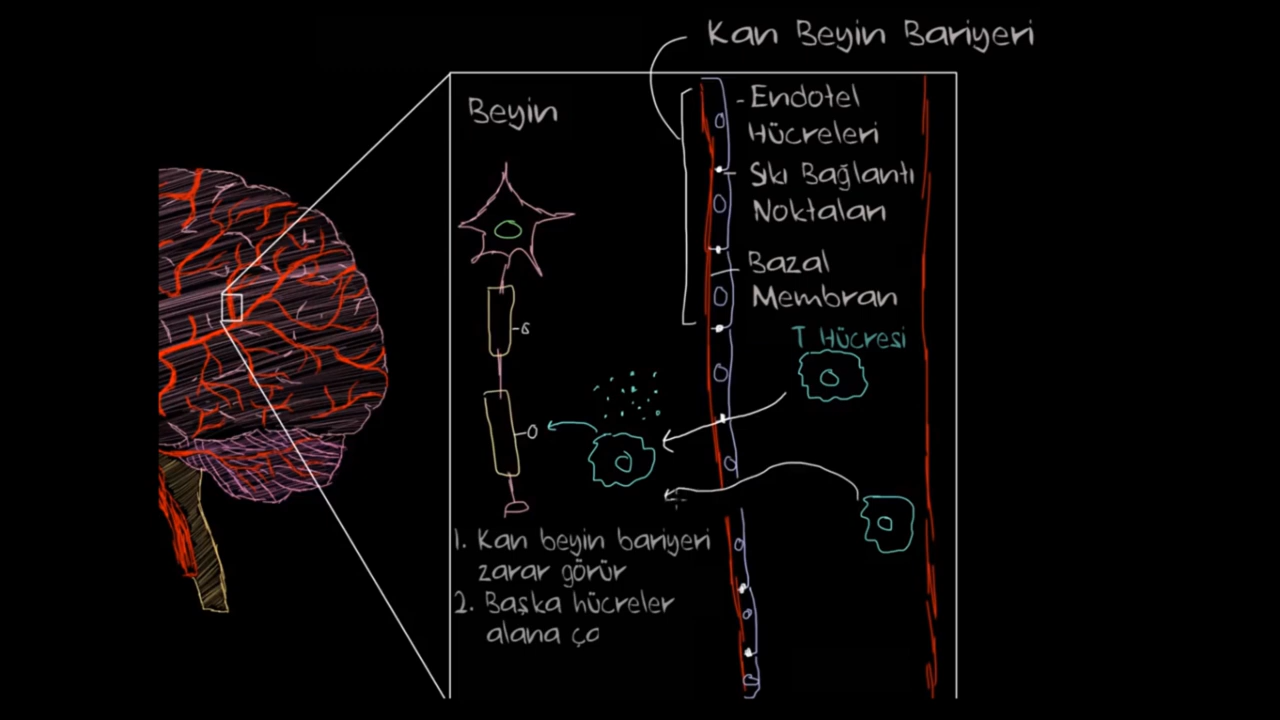 Kan Beyin Bariyeri
Beyin
- Endotel
Hücreleri
Sıkı Bağlantı
Noktaları
Bazal
Membran
T Hücresi
1. Kan beyin bariyeri
zarar görür
2. Başka hücreler
alana ço